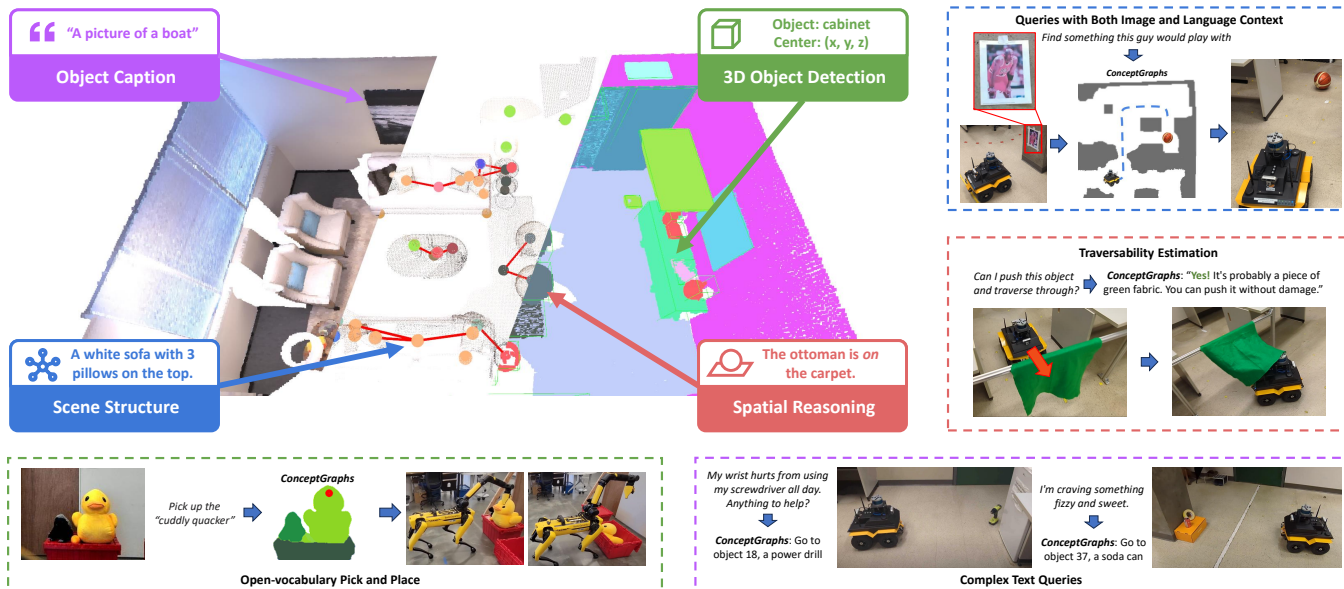 “A picture of a boat”
Object Caption
Object: cabinet
Center: (x, y, z)
3D Object Detection
A white sofa with 3
pillows on the top.
Scene Structure
The ottoman is on
the carpet.
Spatial Reasoning
Queries with Both Image and Language Context
Find something this guy would play with
ConceptGraphs
Traversability Estimation
Can I push this object
and traverse through?
ConceptGraphs: “Yes! It's probably a piece of
green fabric. You can push it without damage.”
Pick up the
“cuddly quacker”
ConceptGraphs
Open-vocabulary Pick and Place
My wrist hurts from using
my screwdriver all day.
Anything to help?
ConceptGraphs: Go to
object 18, a power drill
I'm craving something
fizzy and sweet.
ConceptGraphs: Go to
object 37, a soda can
Complex Text Queries